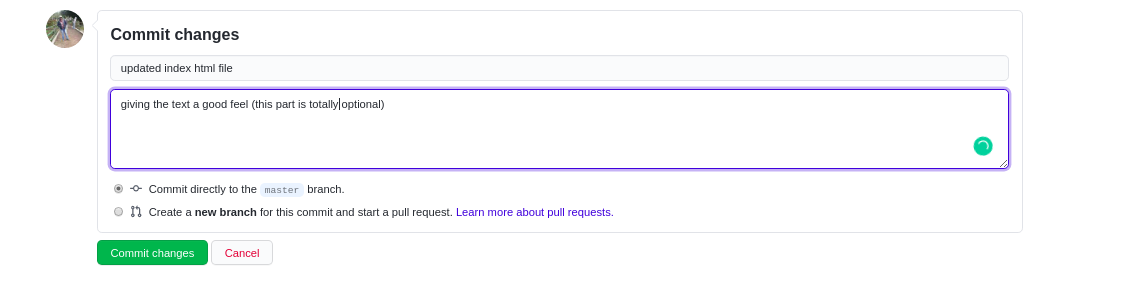 Commit changes
updated index html file
giving the text a good feel (this part is totally optional)
Commit directly to the master branch.
Create a new branch for this commit and start a pull request. Learn more about pull requests.
Commit changes Cancel